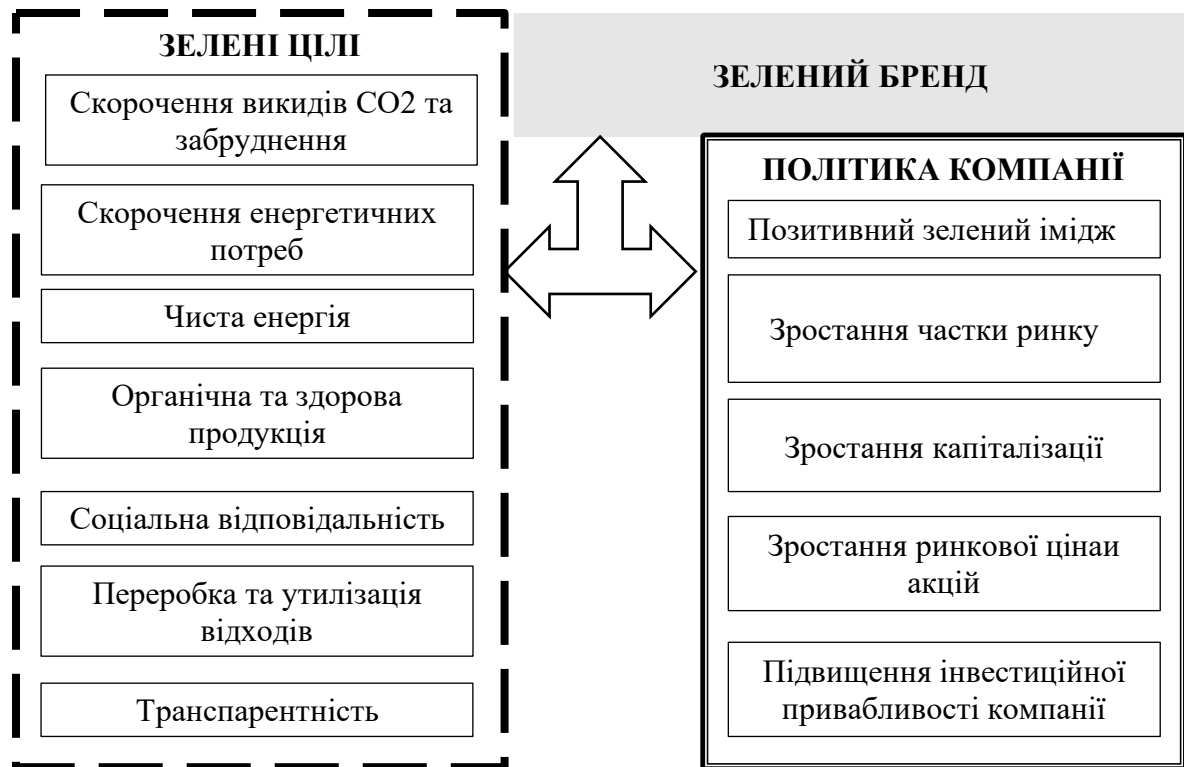 ЗЕЛЕНІ ЦІЛІ
Скорочення викидів СО2 та
забруднення
Скорочення енергетичних
потреб
Чиста енергія
Органічна та здорова
продукція
Соціальна відповідальність
Переробка та утилізація
відходів
Транспарентність
ЗЕЛЕНИЙ БРЕНД
ПОЛІТИКА КОМПАНІЇ
Позитивний зелений імідж
Зростання частки ринку
Зростання капіталізації
Зростання ринкової цінаи
акцій
Підвищення інвестиційної
привабливості компанії